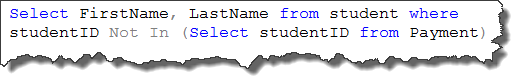 Select FirstName, LastName from student where
studentID Not In (Select studentID from Payment)